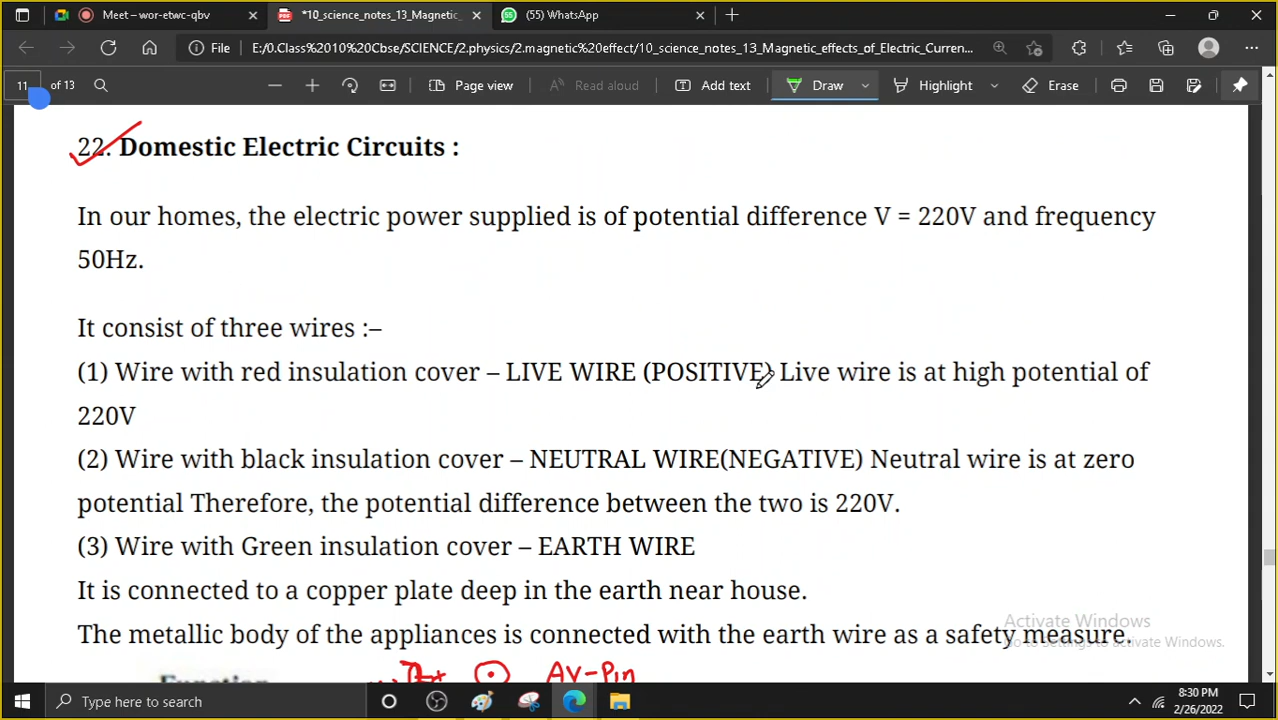 Meet – wor-etwc-qbv
*10_science_notes_13_Magnetic_
(55) WhatsApp
File
E:/0.Class%2010%20Cbse/SCIENCE/2.physics/2.magnetic%20effect/10_science_notes_13_Magnetic_effects_of_Electric_Curren...
11 of 13
Page view
Read aloud
Add text
Draw
Highlight
Erase
22. Domestic Electric Circuits :
In our homes, the electric power supplied is of potential difference V = 220V and frequency
50Hz.
It consist of three wires :–
(1) Wire with red insulation cover – LIVE WIRE (POSITIVE) Live wire is at high potential of
220V
(2) Wire with black insulation cover – NEUTRAL WIRE(NEGATIVE) Neutral wire is at zero
potential Therefore, the potential difference between the two is 220V.
(3) Wire with Green insulation cover – EARTH WIRE
It is connected to a copper plate deep in the earth near house.
The metallic body of the appliances is connected with the earth wire as a safety measure.
Activate Windows
Go to Settings to activate Windows.
Function
Type here to search
8:30 PM
2/26/2022